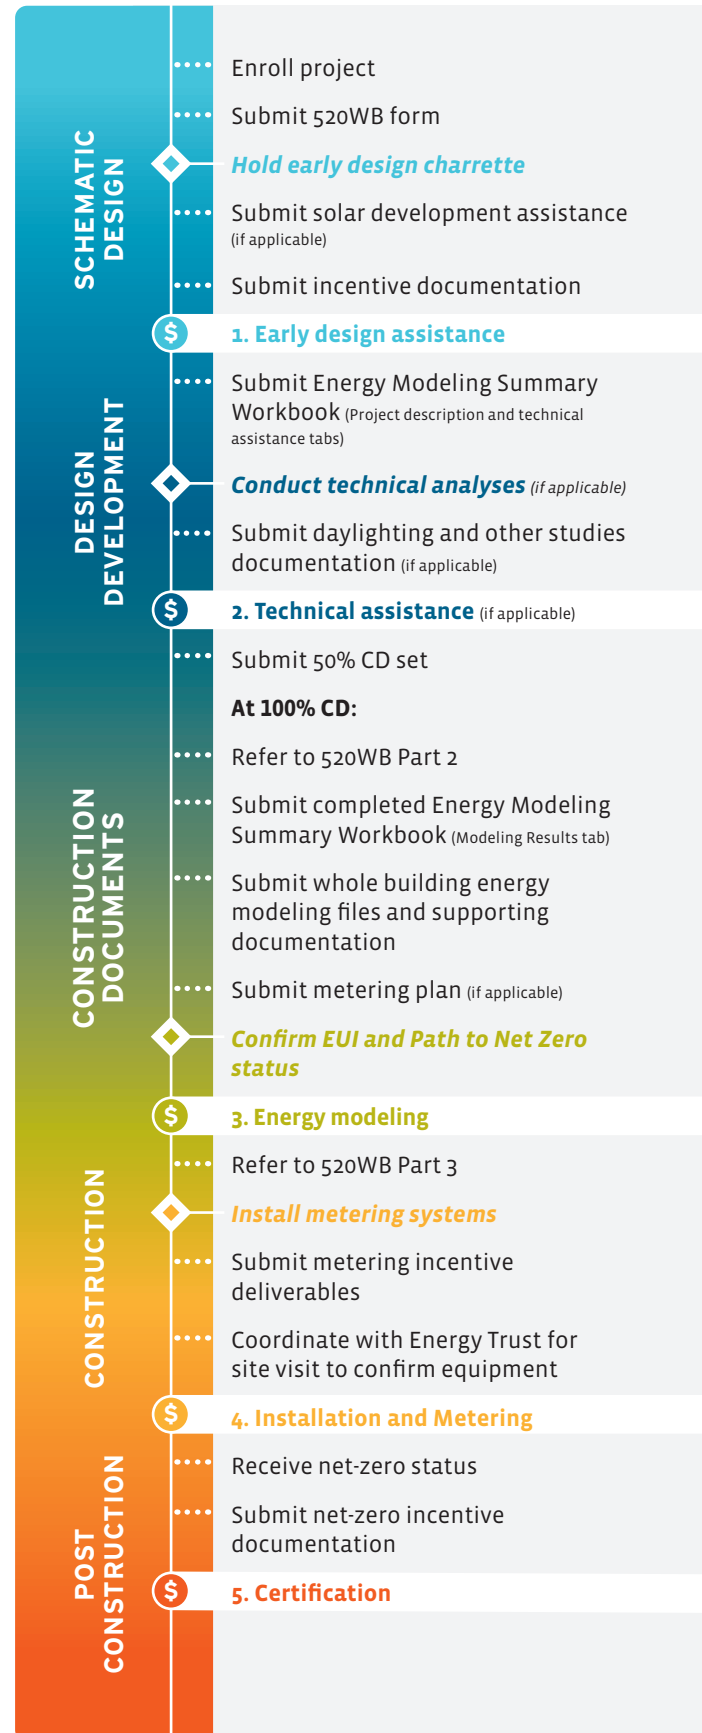 SCHEMATIC
DESIGN
Enroll project
Submit 520WB form
Hold early design charrette
Submit solar development assistance
(if applicable)
Submit incentive documentation
$
1. Early design assistance
DESIGN
DEVELOPMENT
Submit Energy Modeling Summary
Workbook (Project description and technical
assistance tabs)
Conduct technical analyses (if applicable)
Submit daylighting and other studies
documentation (if applicable)
$
2. Technical assistance (if applicable)
CONSTRUCTION
DOCUMENTS
Submit 50% CD set
At 100% CD:
Refer to 520WB Part 2
Submit completed Energy Modeling
Summary Workbook (Modeling Results tab)
Submit whole building energy
modeling files and supporting
documentation
Submit metering plan (if applicable)
Confirm EUI and Path to Net Zero
status
$
3. Energy modeling
CONSTRUCTION
Refer to 520WB Part 3
Install metering systems
Submit metering incentive
deliverables
Coordinate with Energy Trust for
site visit to confirm equipment
$
4. Installation and Metering
POST
CONSTRUCTION
Receive net-zero status
Submit net-zero incentive
documentation
$
5. Certification